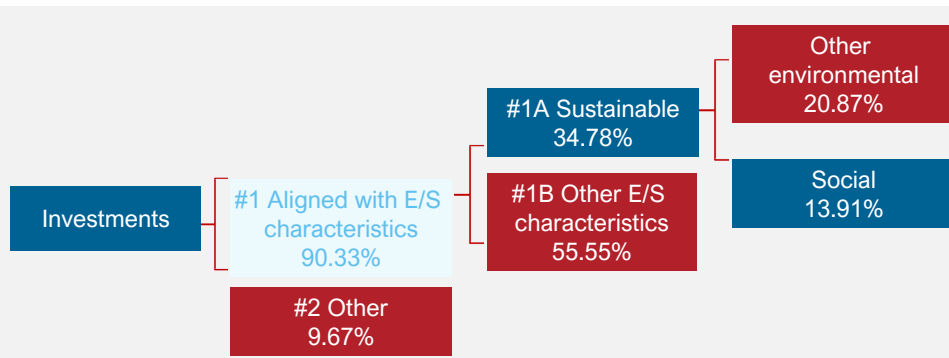 Investments
#1 Aligned with E/S
characteristics
90.33%
#2 Other
9.67%
#1A Sustainable
34.78%
#1B Other E/S
characteristics
55.55%
Other
environmental
20.87%
Social
13.91%